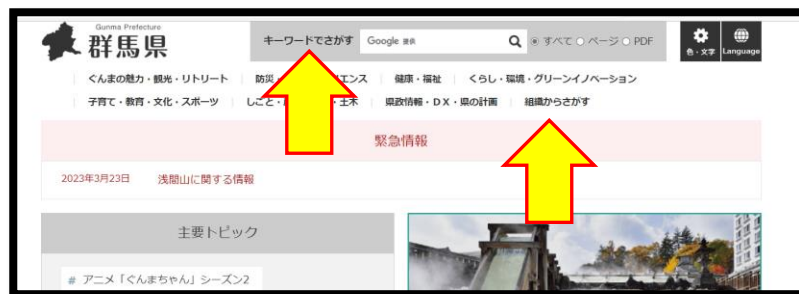 Gunma Prefecture
群馬県
キーワードでさがす Google 提供 すべて ページ PDF
色・文字 Language
ぐんまの魅力・観光・リトリート 防災・ エンス 健康・福祉 くらし・環境・グリーンイノベーション
子育て・教育・文化・スポーツ しごと・ ・土木 県政情報・DX・県の計画 組織からさがす
緊急情報
2023年3月23日 浅間山に関する情報
主要トピック
# アニメ「ぐんまちゃん」シーズン2